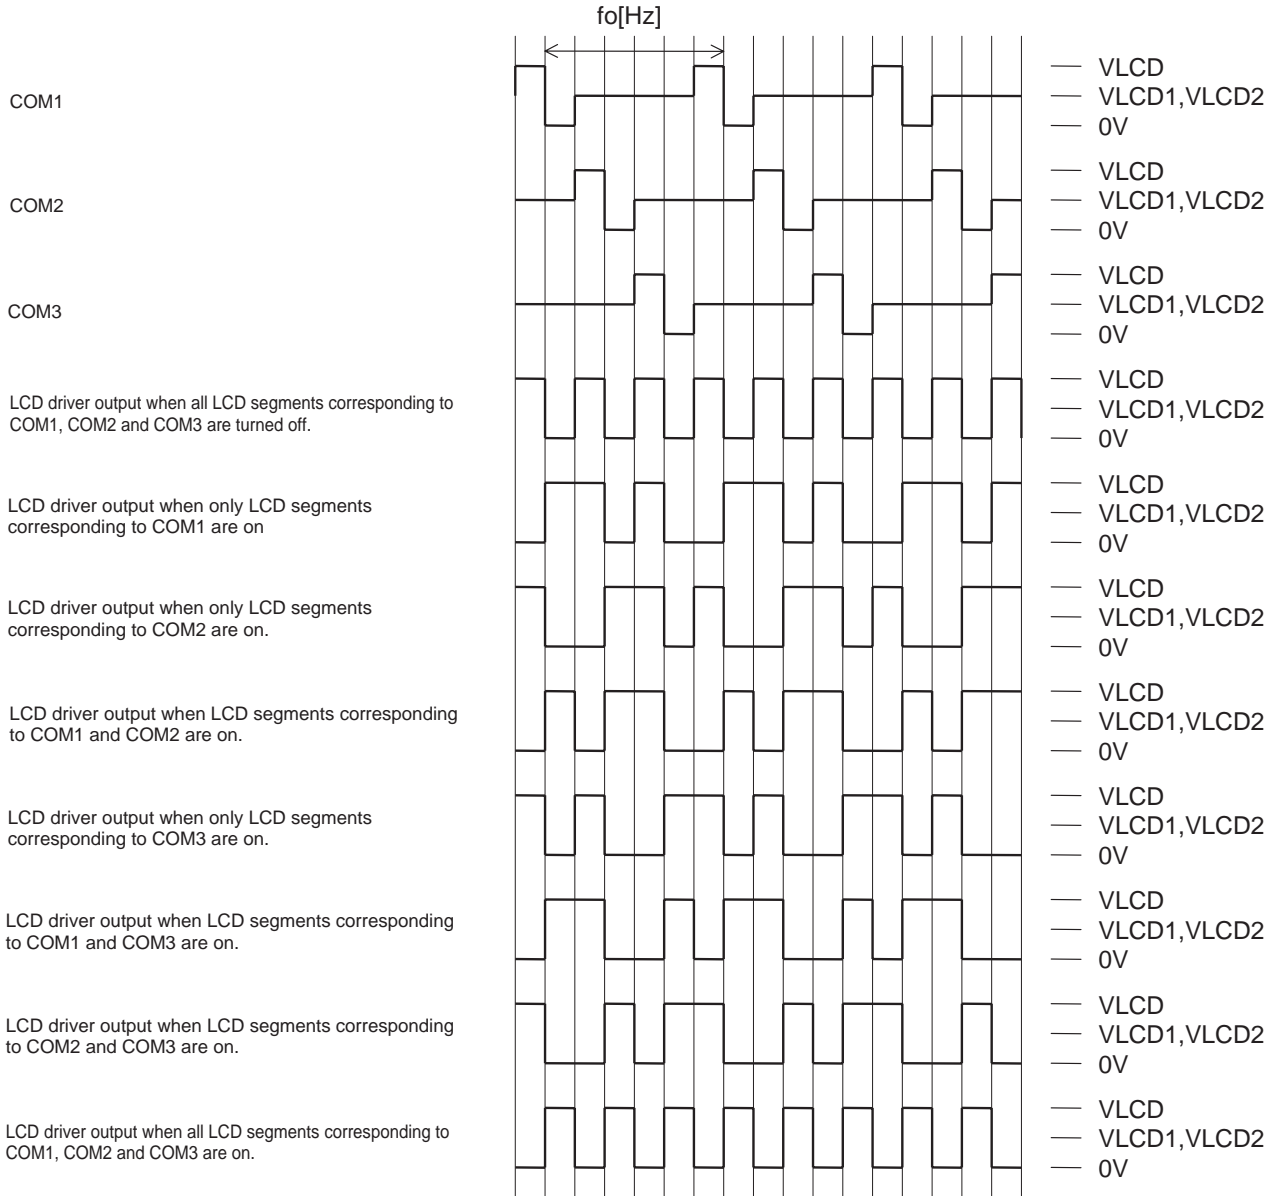 fo[Hz]
COM1
VLCD
VLCD1,VLCD2
0V
COM2
VLCD
VLCD1,VLCD2
0V
COM3
VLCD
VLCD1,VLCD2
0V
LCD driver output when all LCD segments corresponding to
COM1, COM2 and COM3 are turned off.
VLCD
VLCD1,VLCD2
0V
LCD driver output when only LCD segments
corresponding to COM1 are on
VLCD
VLCD1,VLCD2
0V
LCD driver output when only LCD segments
corresponding to COM2 are on.
VLCD
VLCD1,VLCD2
0V
LCD driver output when LCD segments corresponding
to COM1 and COM2 are on.
VLCD
VLCD1,VLCD2
0V
LCD driver output when only LCD segments
corresponding to COM3 are on.
VLCD
VLCD1,VLCD2
0V
LCD driver output when LCD segments corresponding
to COM1 and COM3 are on.
VLCD
VLCD1,VLCD2
0V
LCD driver output when LCD segments corresponding
to COM2 and COM3 are on.
VLCD
VLCD1,VLCD2
0V
LCD driver output when all LCD segments corresponding to
COM1, COM2 and COM3 are on.
VLCD
VLCD1,VLCD2
0V